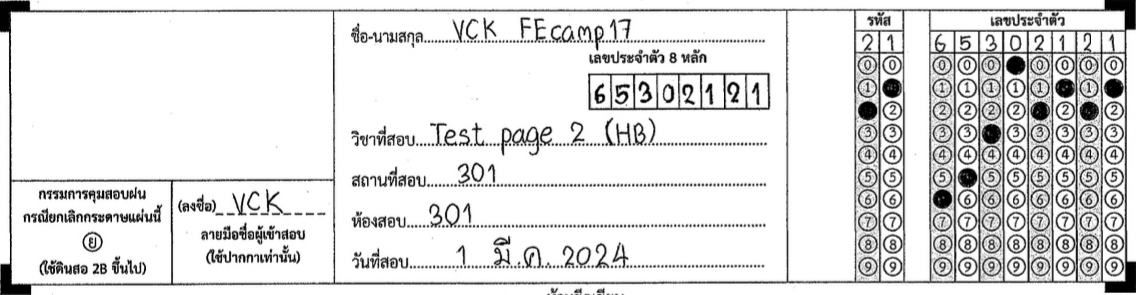 ชื่อ-นามสกุล VCK FEcamp17
เลขประจำตัว 8 หลัก
6 5 3 0 2 1 2 1
วิชาที่สอบ Test page 2 (HB)
สถานที่สอบ 301
ห้องสอบ 301
วันที่สอบ 1 มี.ค. 2024
กรรมการคุมสอบฝน
กรณียกเลิกกระดาษแผ่นนี้
ย
(ใช้ดินสอ 2B ขึ้นไป)
(ลงชื่อ) VCK
ลายมือชื่อผู้เข้าสอบ
(ใช้ปากกาเท่านั้น)
รหัส
2 1
0 0
1
2
3 3
4 4
5 5
6 6
7 7
8 8
9 9
เลขประจำตัว
6 5 3 0 2 1 2 1
0 0 0 0 0 0 0
1 1 1 1 1 1
2 2 2 2 2 2
3 3 3 3 3 3 3
4 4 4 4 4 4 4 4
5 5 5 5 5 5 5
6 6 6 6 6 6 6
7 7 7 7 7 7 7 7
8 8 8 8 8 8 8 8
9 9 9 9 9 9 9 9